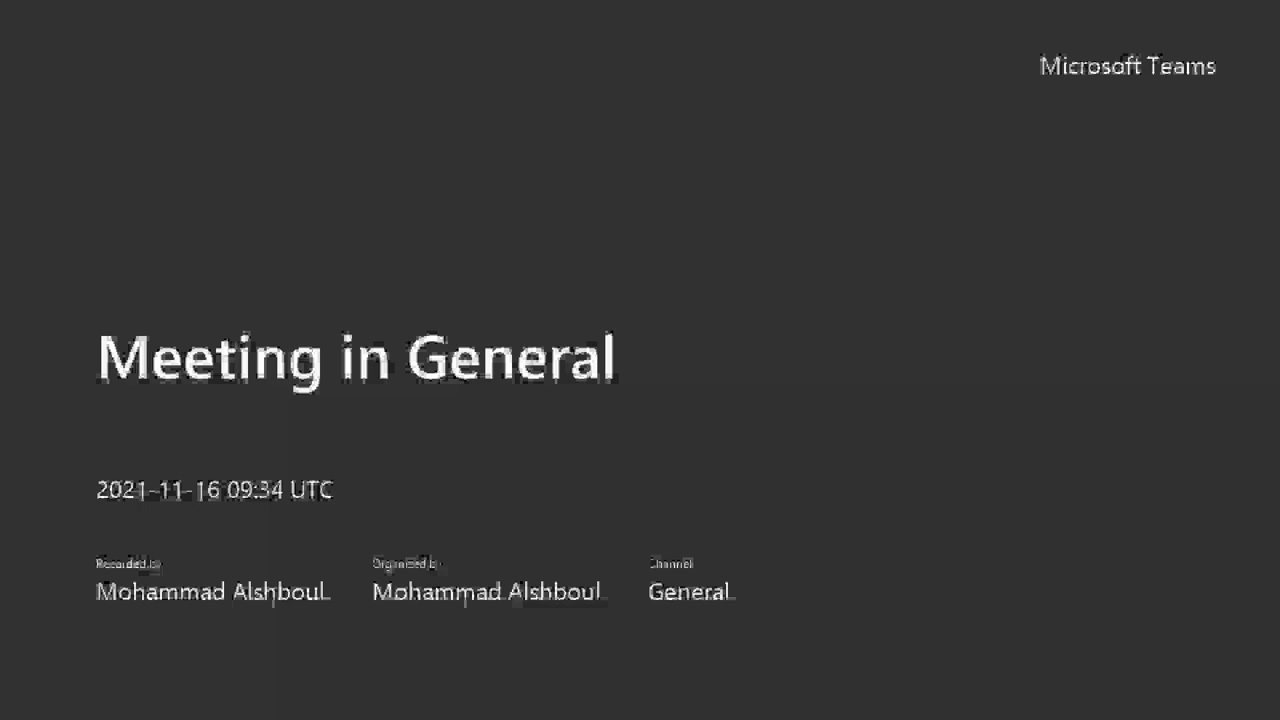 Microsoft Teams
Meeting in General
2021-11-16 09:34 UTC
Recorded by Organized by Channel
Mohammad Alshboul Mohammad Alshboul General